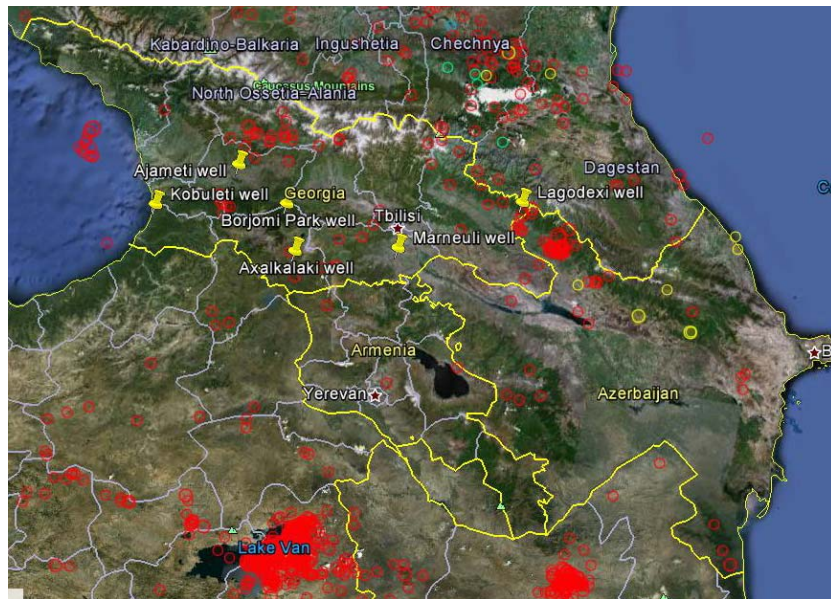 Kabardino-Balkaria
Ingushetia
Chechnya
Caucasus Mountains
North Ossetia-Alania
Ajameti well
Dagestan
Kobuleti well
Georgia
Lagodexi well
Borjomi Park well
Tbilisi
Marneuli well
Axalkalaki well
Armenia
Yerevan
Azerbaijan
B
C
Lake Van